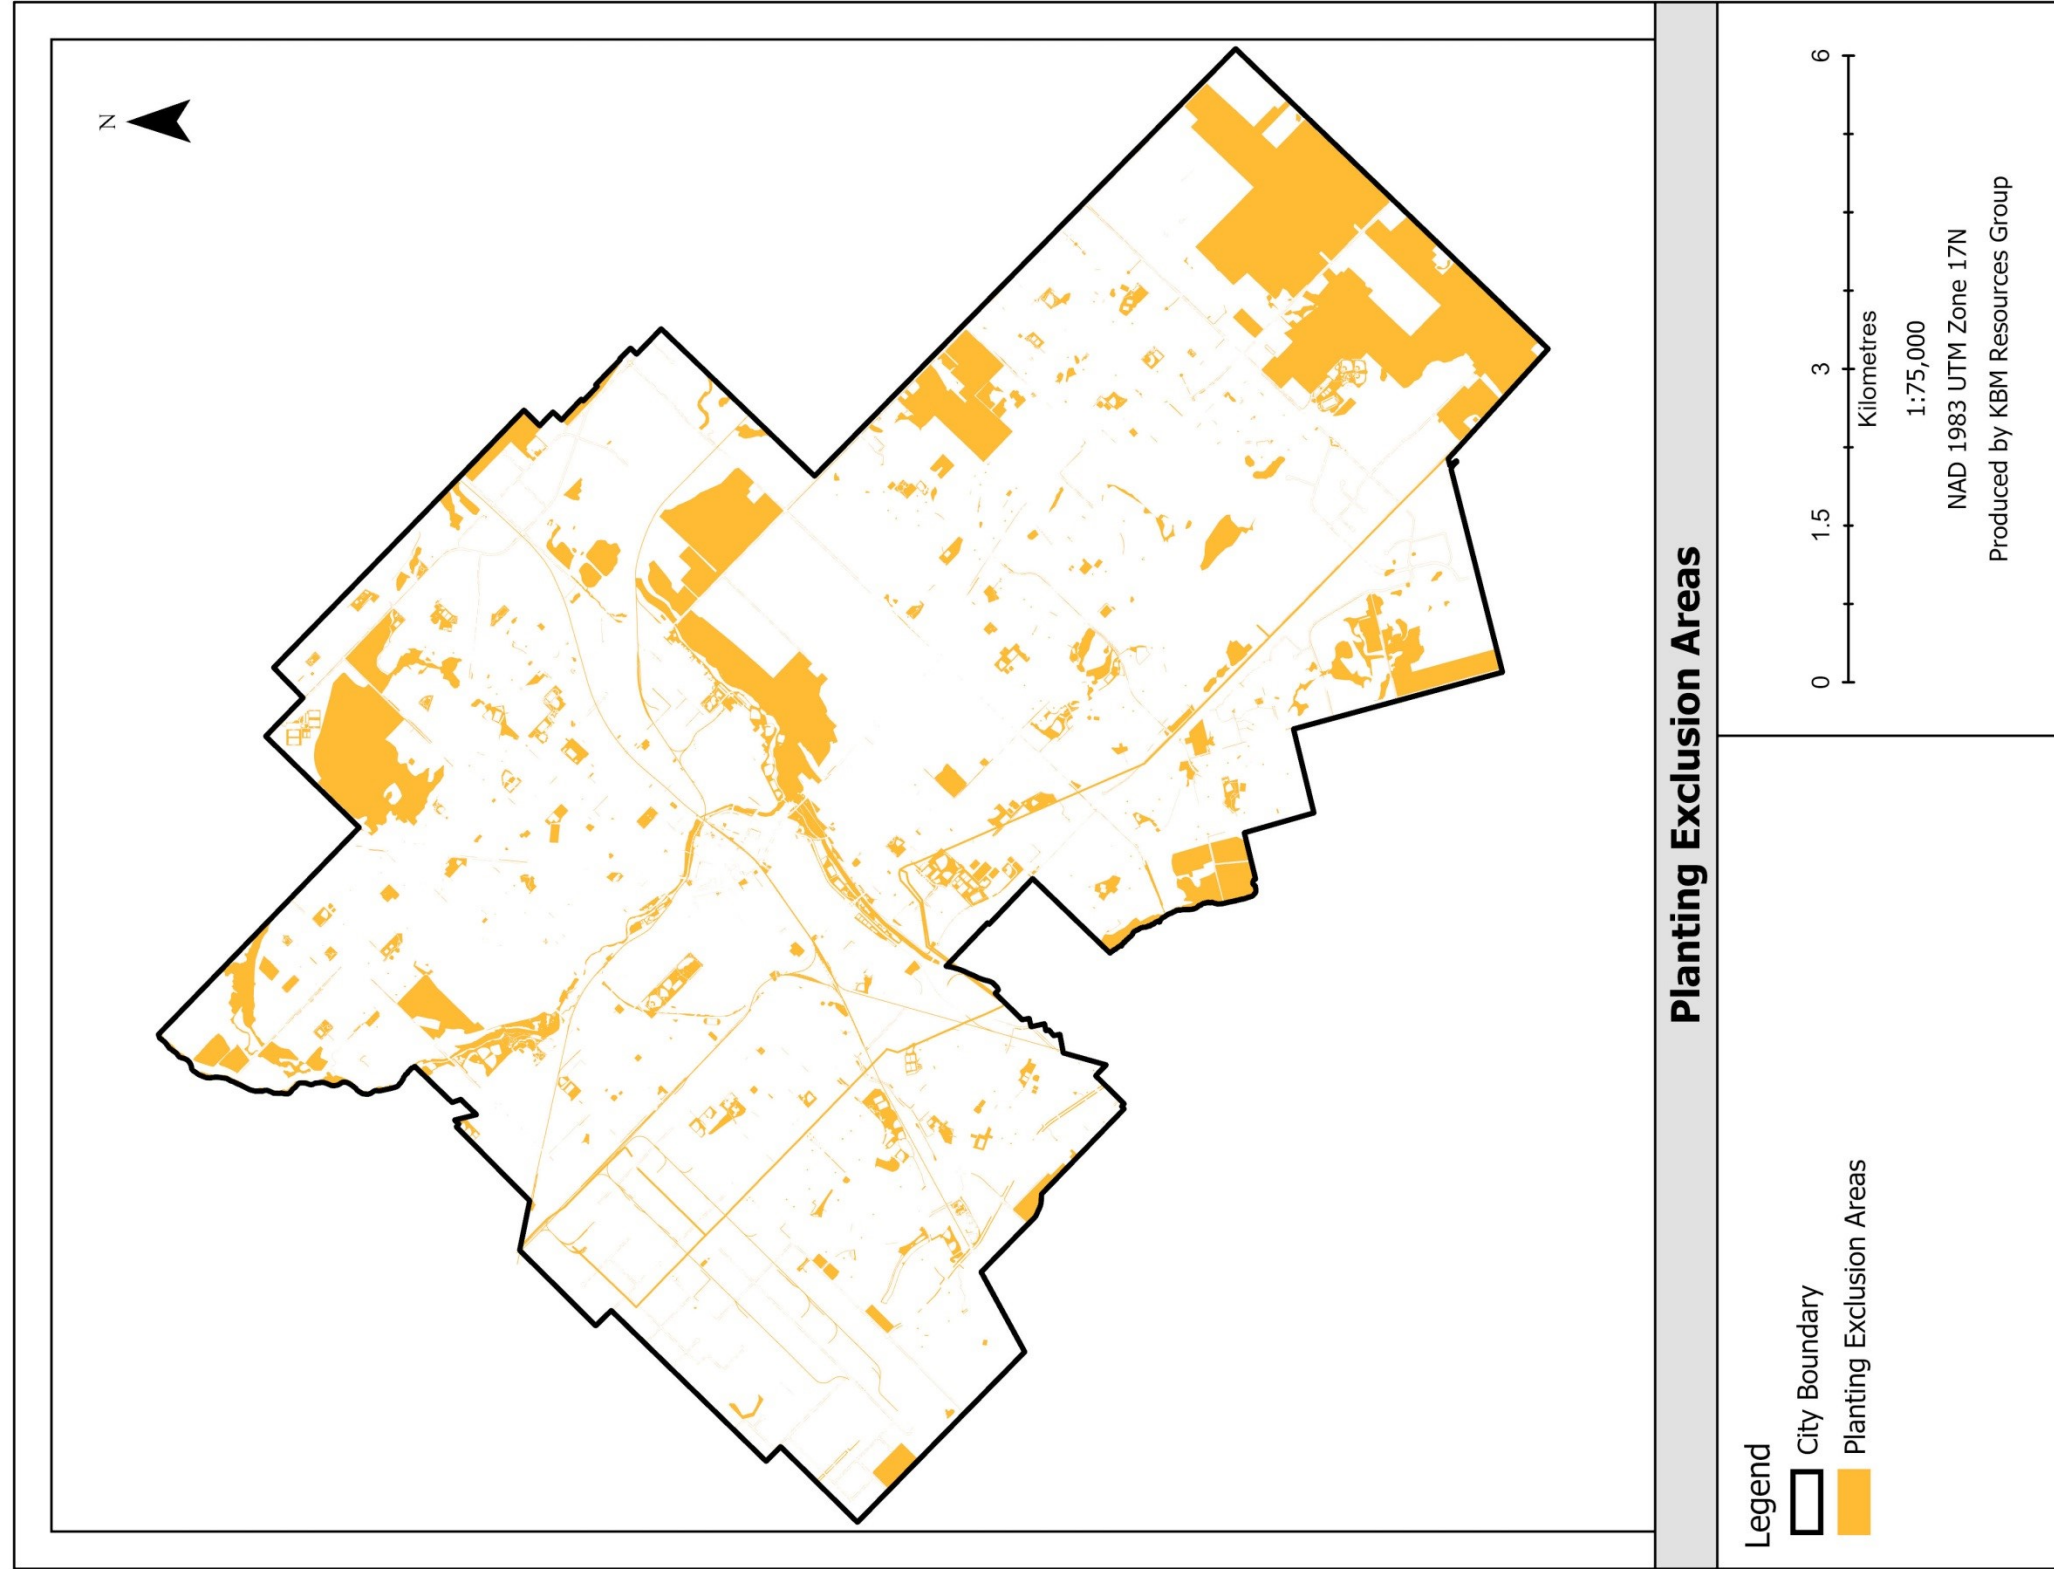 N
Planting Exclusion Areas
Legend
City Boundary
Planting Exclusion Areas
0 1.5 3 6
Kilometres
1:75,000
NAD 1983 UTM Zone 17N
Produced by KBM Resources Group